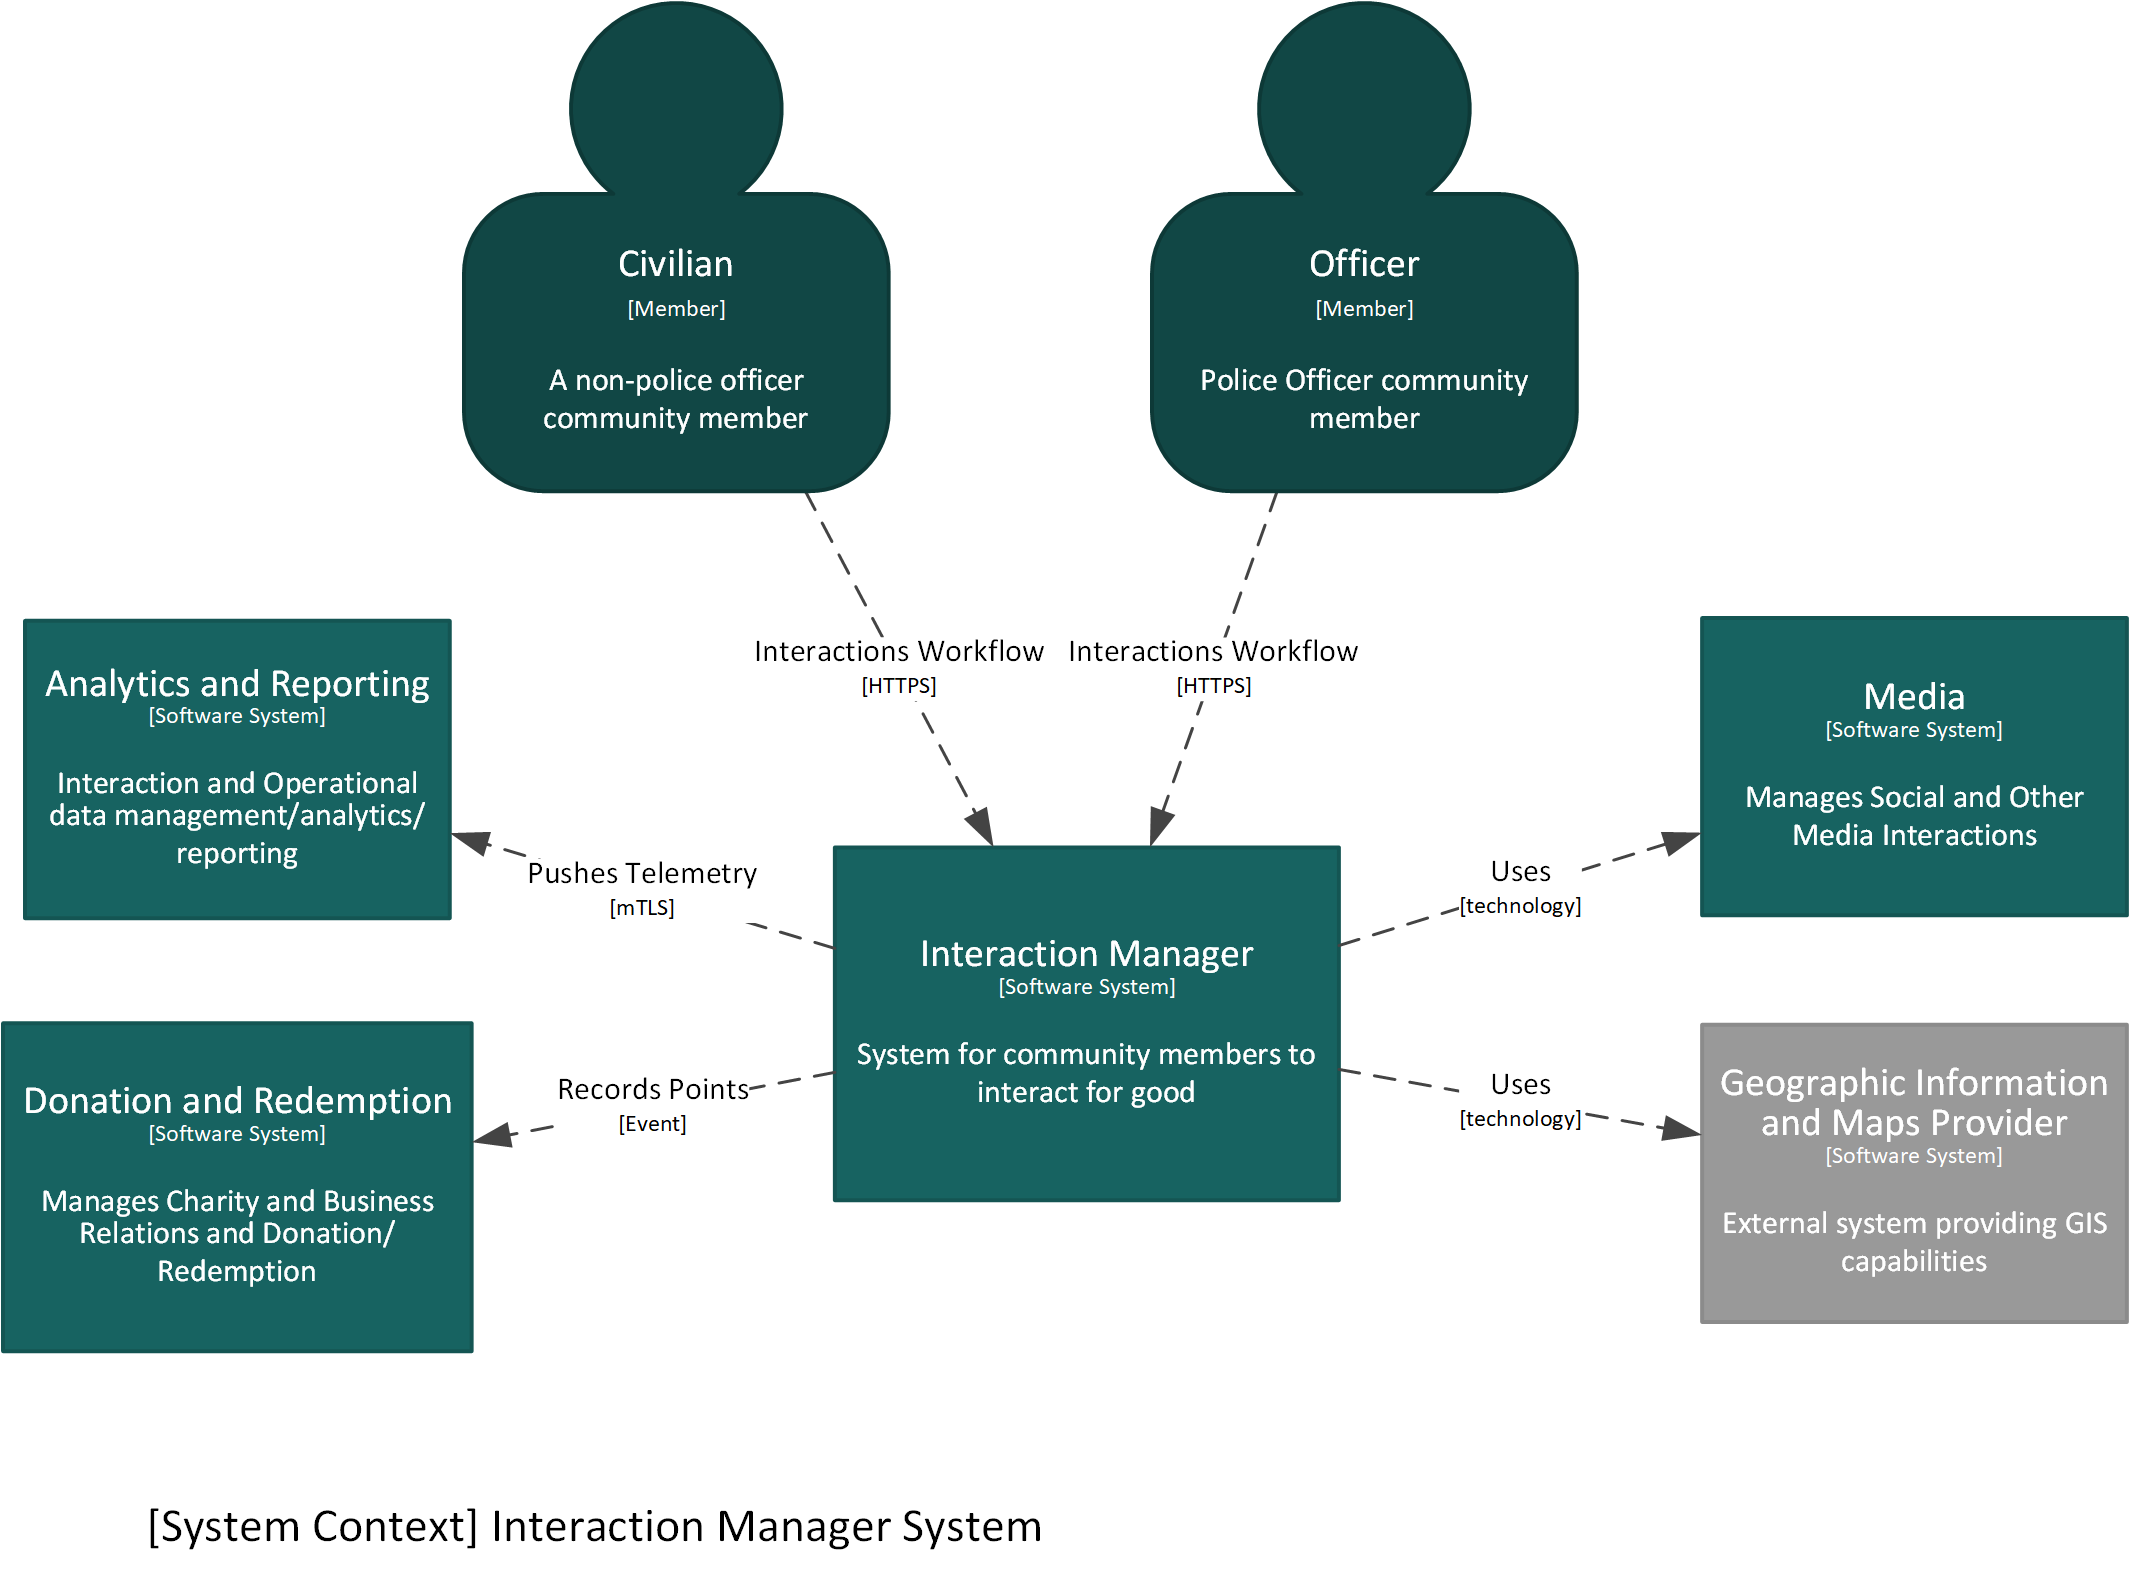 Civilian
[Member]
A non-police officer
community member
Officer
[Member]
Police Officer community
member
Interactions Workflow
[HTTPS]
Interactions Workflow
[HTTPS]
Analytics and Reporting
[Software System]
Interaction and Operational
data management/analytics/
reporting
Media
[Software System]
Manages Social and Other
Media Interactions
Pushes Telemetry
[mTLS]
Uses
[technology]
Interaction Manager
[Software System]
System for community members to
interact for good
Donation and Redemption
[Software System]
Manages Charity and Business
Relations and Donation/
Redemption
Records Points
[Event]
Uses
[technology]
Geographic Information
and Maps Provider
[Software System]
External system providing GIS
capabilities
[System Context] Interaction Manager System